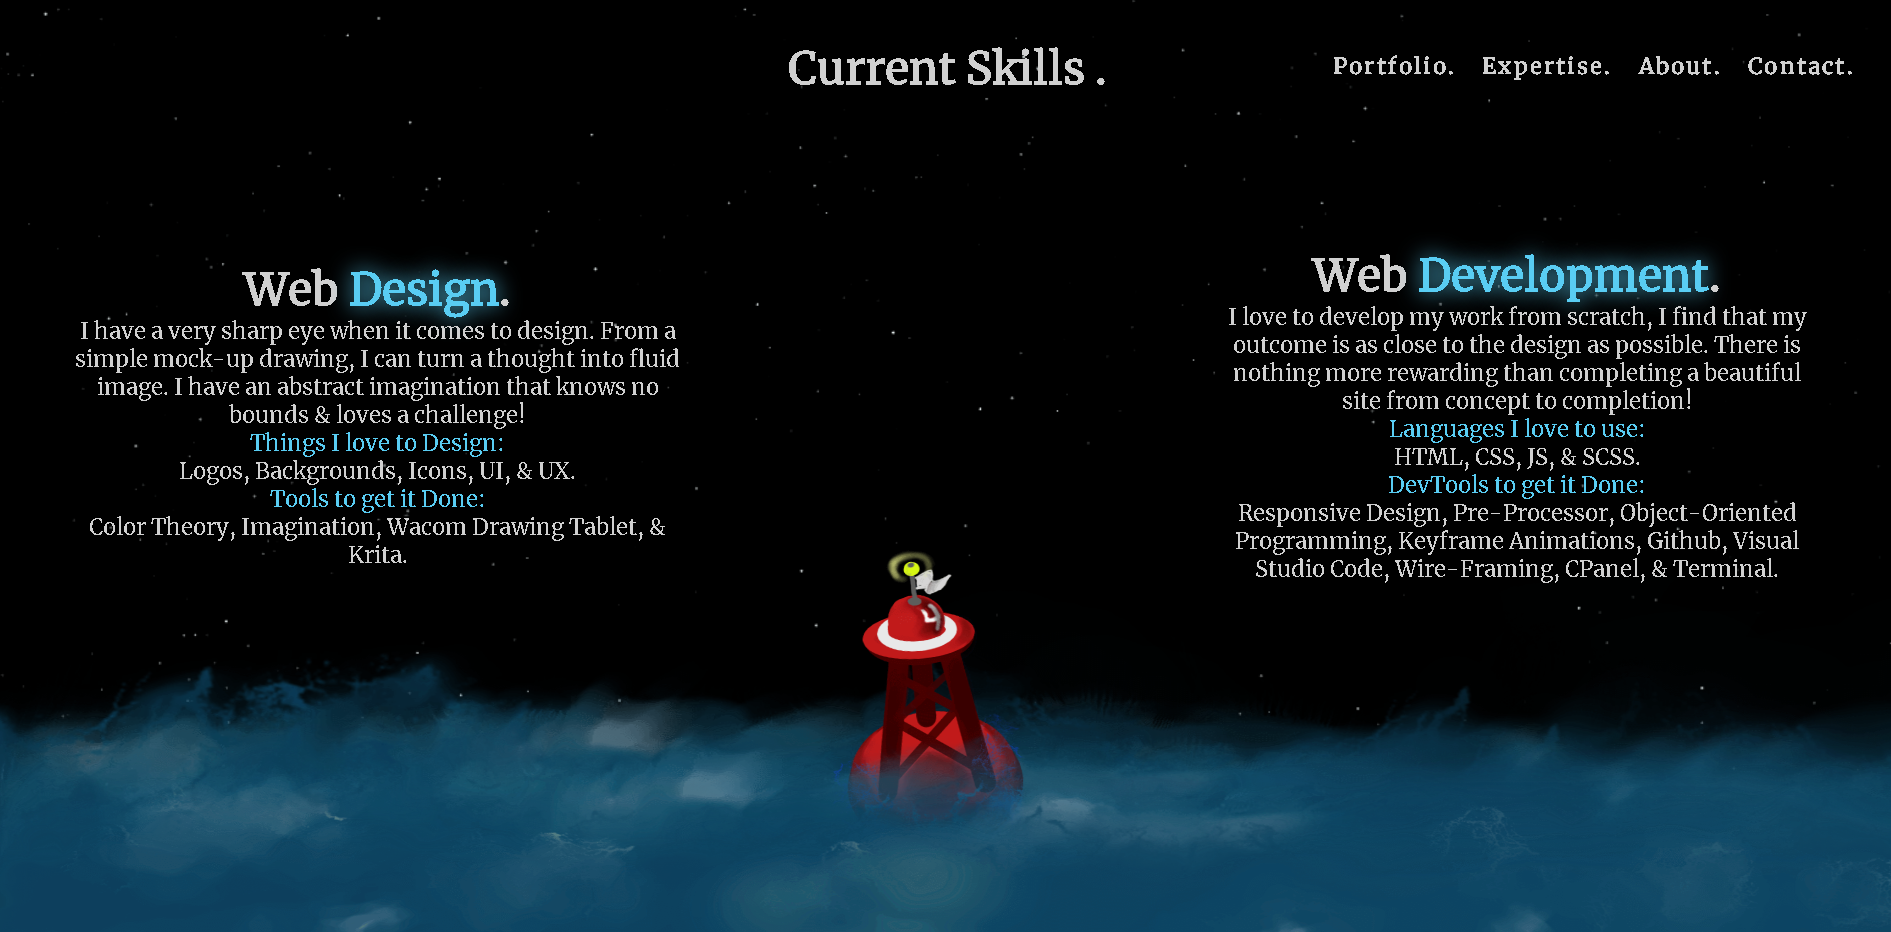 Current Skills .
Portfolio. Expertise. About. Contact.
Web Design.
I have a very sharp eye when it comes to design. From a
simple mock-up drawing, I can turn a thought into fluid
image. I have an abstract imagination that knows no
bounds & loves a challenge!
Things I love to Design:
Logos, Backgrounds, Icons, UI, & UX.
Tools to get it Done:
Color Theory, Imagination, Wacom Drawing Tablet, &
Krita.
Web Development.
I love to develop my work from scratch, I find that my
outcome is as close to the design as possible. There is
nothing more rewarding than completing a beautiful
site from concept to completion!
Languages I love to use:
HTML, CSS, JS, & SCSS.
DevTools to get it Done:
Responsive Design, Pre-Processor, Object-Oriented
Programming, Keyframe Animations, Github, Visual
Studio Code, Wire-Framing, CPanel, & Terminal.